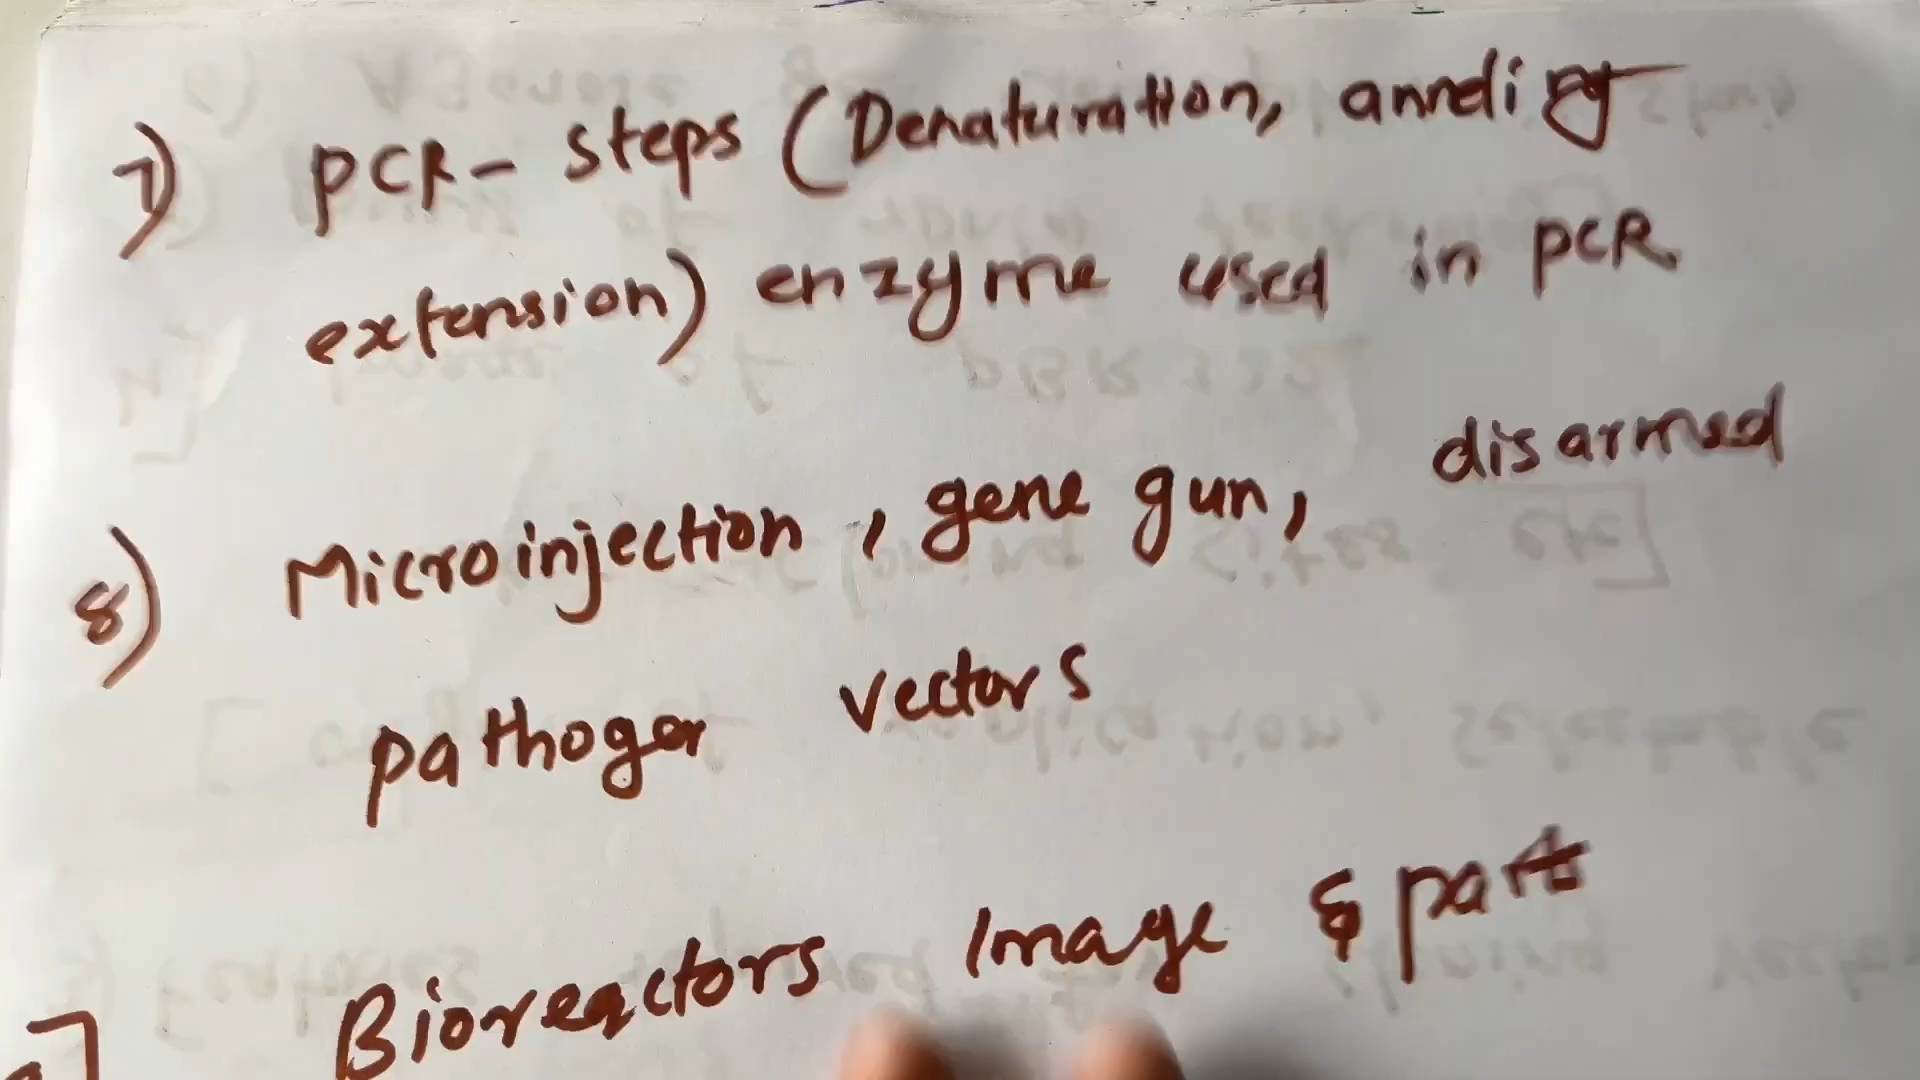 7) PCR- steps (Denaturation, annelig
extension) enzyme used in PCR
8) Microinjection, gene gun, disarmed
pathogen vectors
Bioreactors Image & parts